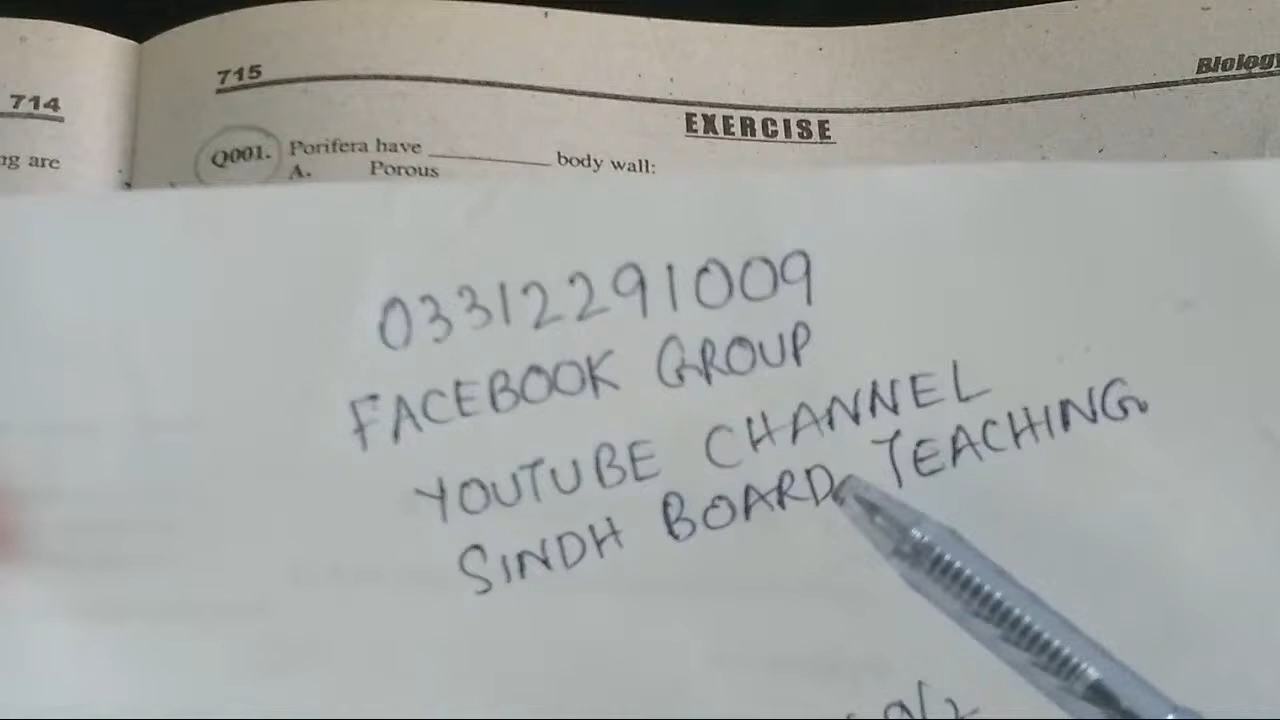 714
ng are
715
Biology
EXERCISE
Q001. Porifera have __________ body wall:
A. Porous
03312291009
FACEBOOK GROUP
YOUTUBE CHANNEL
SINDH BOARD TEACHING.